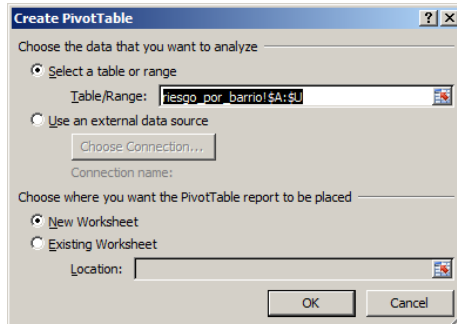 Create PivotTable
Choose the data that you want to analyze
Select a table or range
Table/Range: riesgo_por_barrio!$A:$U
Use an external data source
Choose Connection...
Connection name:
Choose where you want the PivotTable report to be placed
New Worksheet
Existing Worksheet
Location:
OK Cancel